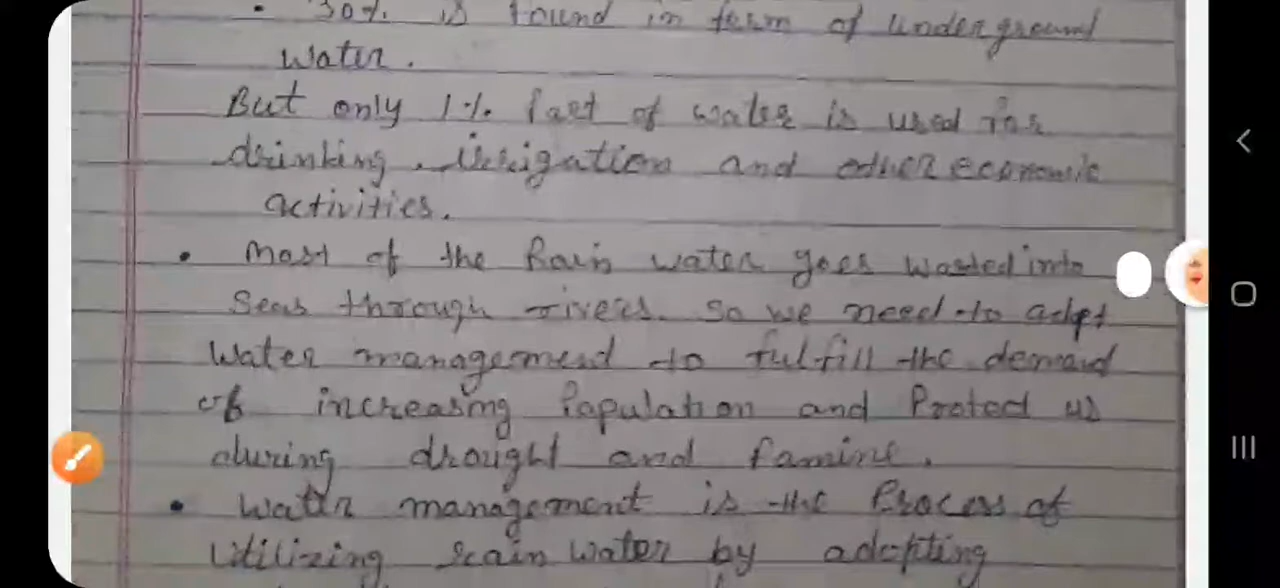 • 30% is found in form of underground
water.
But only 1% Part of water is used for
drinking, irrigation and other economic
activities.
• Most of the Rain water goes wasted into
Seas through rivers. So we need to adopt
Water management to fulfill the demand
of increasing Population and Protect us
during drought and famine.
• Water management is the Process of
Utilizing rain water by adopting